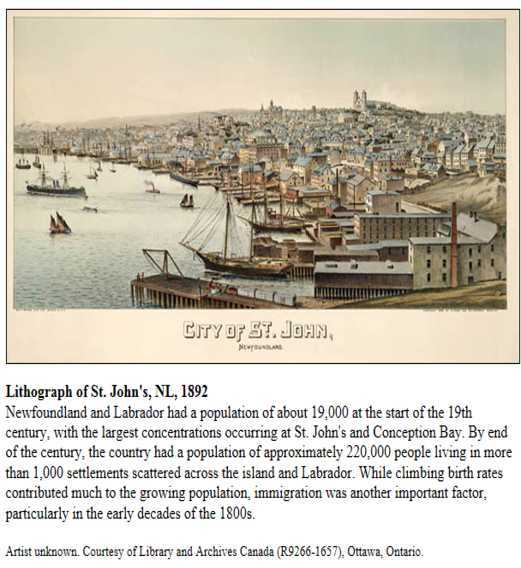 CITY OF ST. JOHN,
NEWFOUNDLAND.
Lithograph of St. John's, NL, 1892
Newfoundland and Labrador had a population of about 19,000 at the start of the 19th
century, with the largest concentrations occurring at St. John's and Conception Bay. By end
of the century, the country had a population of approximately 220,000 people living in more
than 1,000 settlements scattered across the island and Labrador. While climbing birth rates
contributed much to the growing population, immigration was another important factor,
particularly in the early decades of the 1800s.
Artist unknown. Courtesy of Library and Archives Canada (R9266-1657), Ottawa, Ontario.